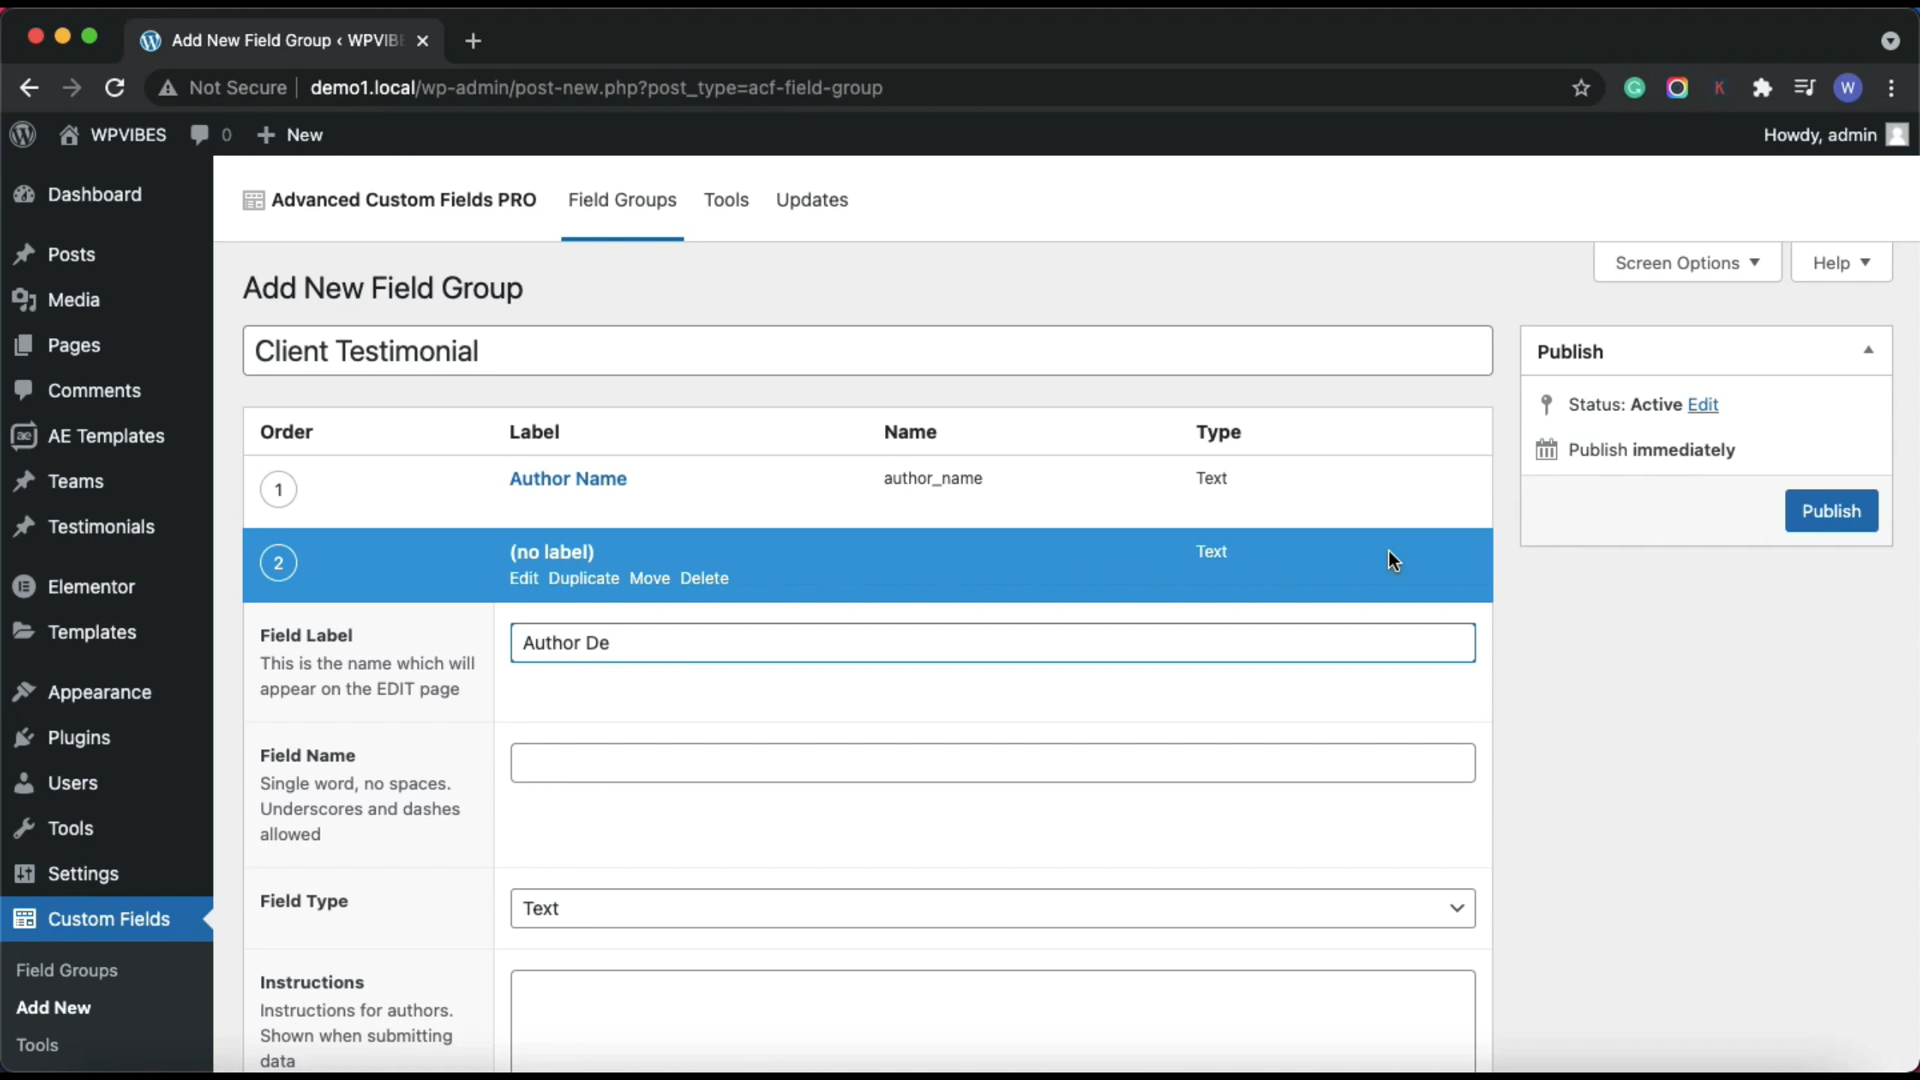 Add New Field Group ‹ WPVIB
Not Secure demo1.local/wp-admin/post-new.php?post_type=acf-field-group
K
W
WPVIBES 0 New Howdy, admin
Dashboard
Posts
Media
Pages
Comments
ae AE Templates
Teams
Testimonials
Elementor
Templates
Appearance
Plugins
Users
Tools
Settings
Custom Fields
Field Groups
Add New
Tools
Advanced Custom Fields PRO Field Groups Tools Updates
Screen Options Help
Add New Field Group
Client Testimonial
Order Label Name Type
1 Author Name author_name Text
2 (no label) Text
Edit Duplicate Move Delete
Field Label
This is the name which will
appear on the EDIT page
Author De
Field Name
Single word, no spaces.
Underscores and dashes
allowed
Field Type
Text
Instructions
Instructions for authors.
Shown when submitting
data
Publish
Status: Active Edit
Publish immediately
Publish